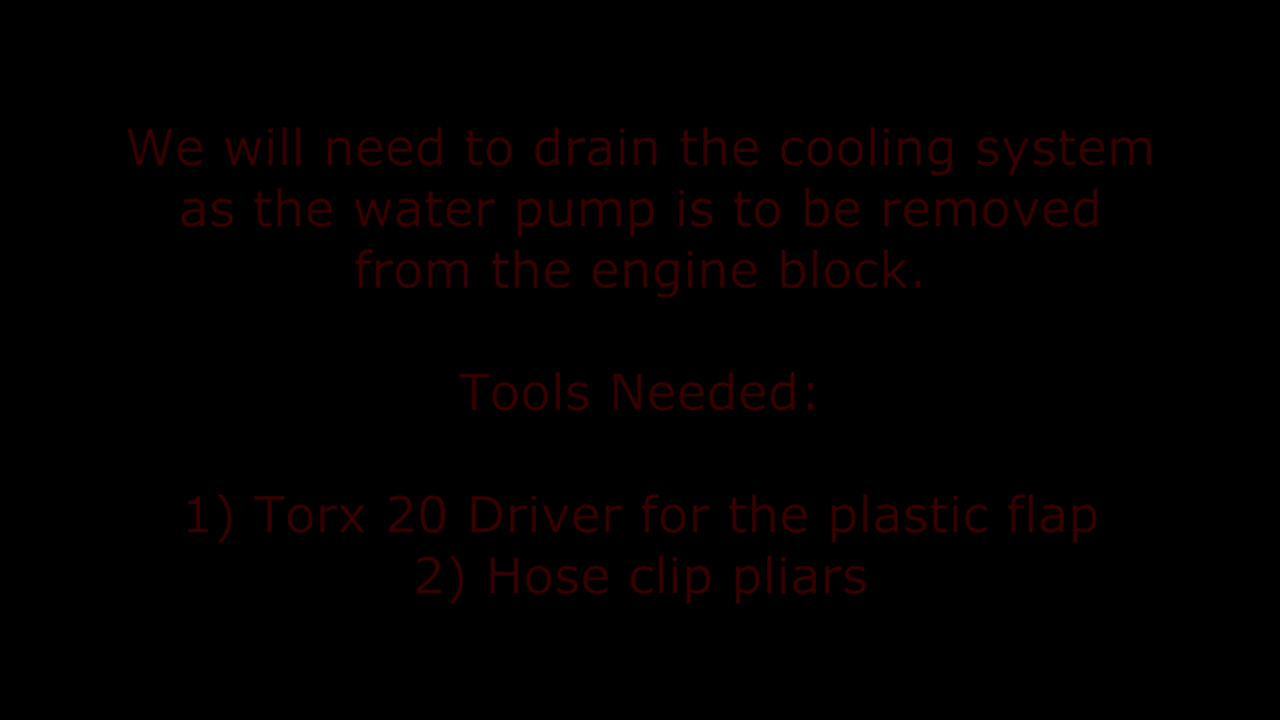 We will need to drain the cooling system
as the water pump is to be removed
from the engine block.
Tools Needed:
1) Torx 20 Driver for the plastic flap
2) Hose clip pliars